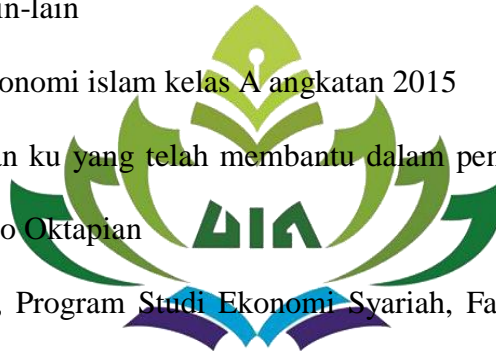 in-lain
onomi islam kelas A angkatan 2015
n ku yang telah membantu dalam pen
o Oktapian
UIN
, Program Studi Ekonomi Syariah, Fa